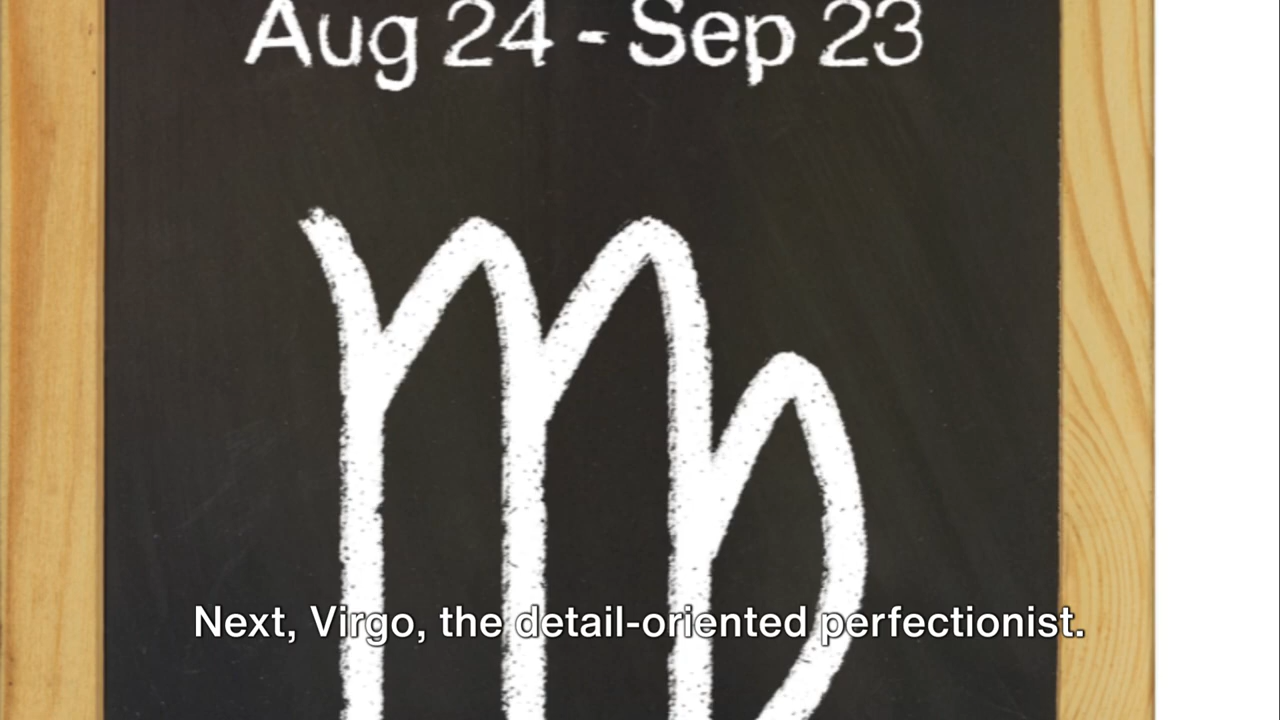 Aug 24 - Sep 23
Next, Virgo, the detail-oriented perfectionist.